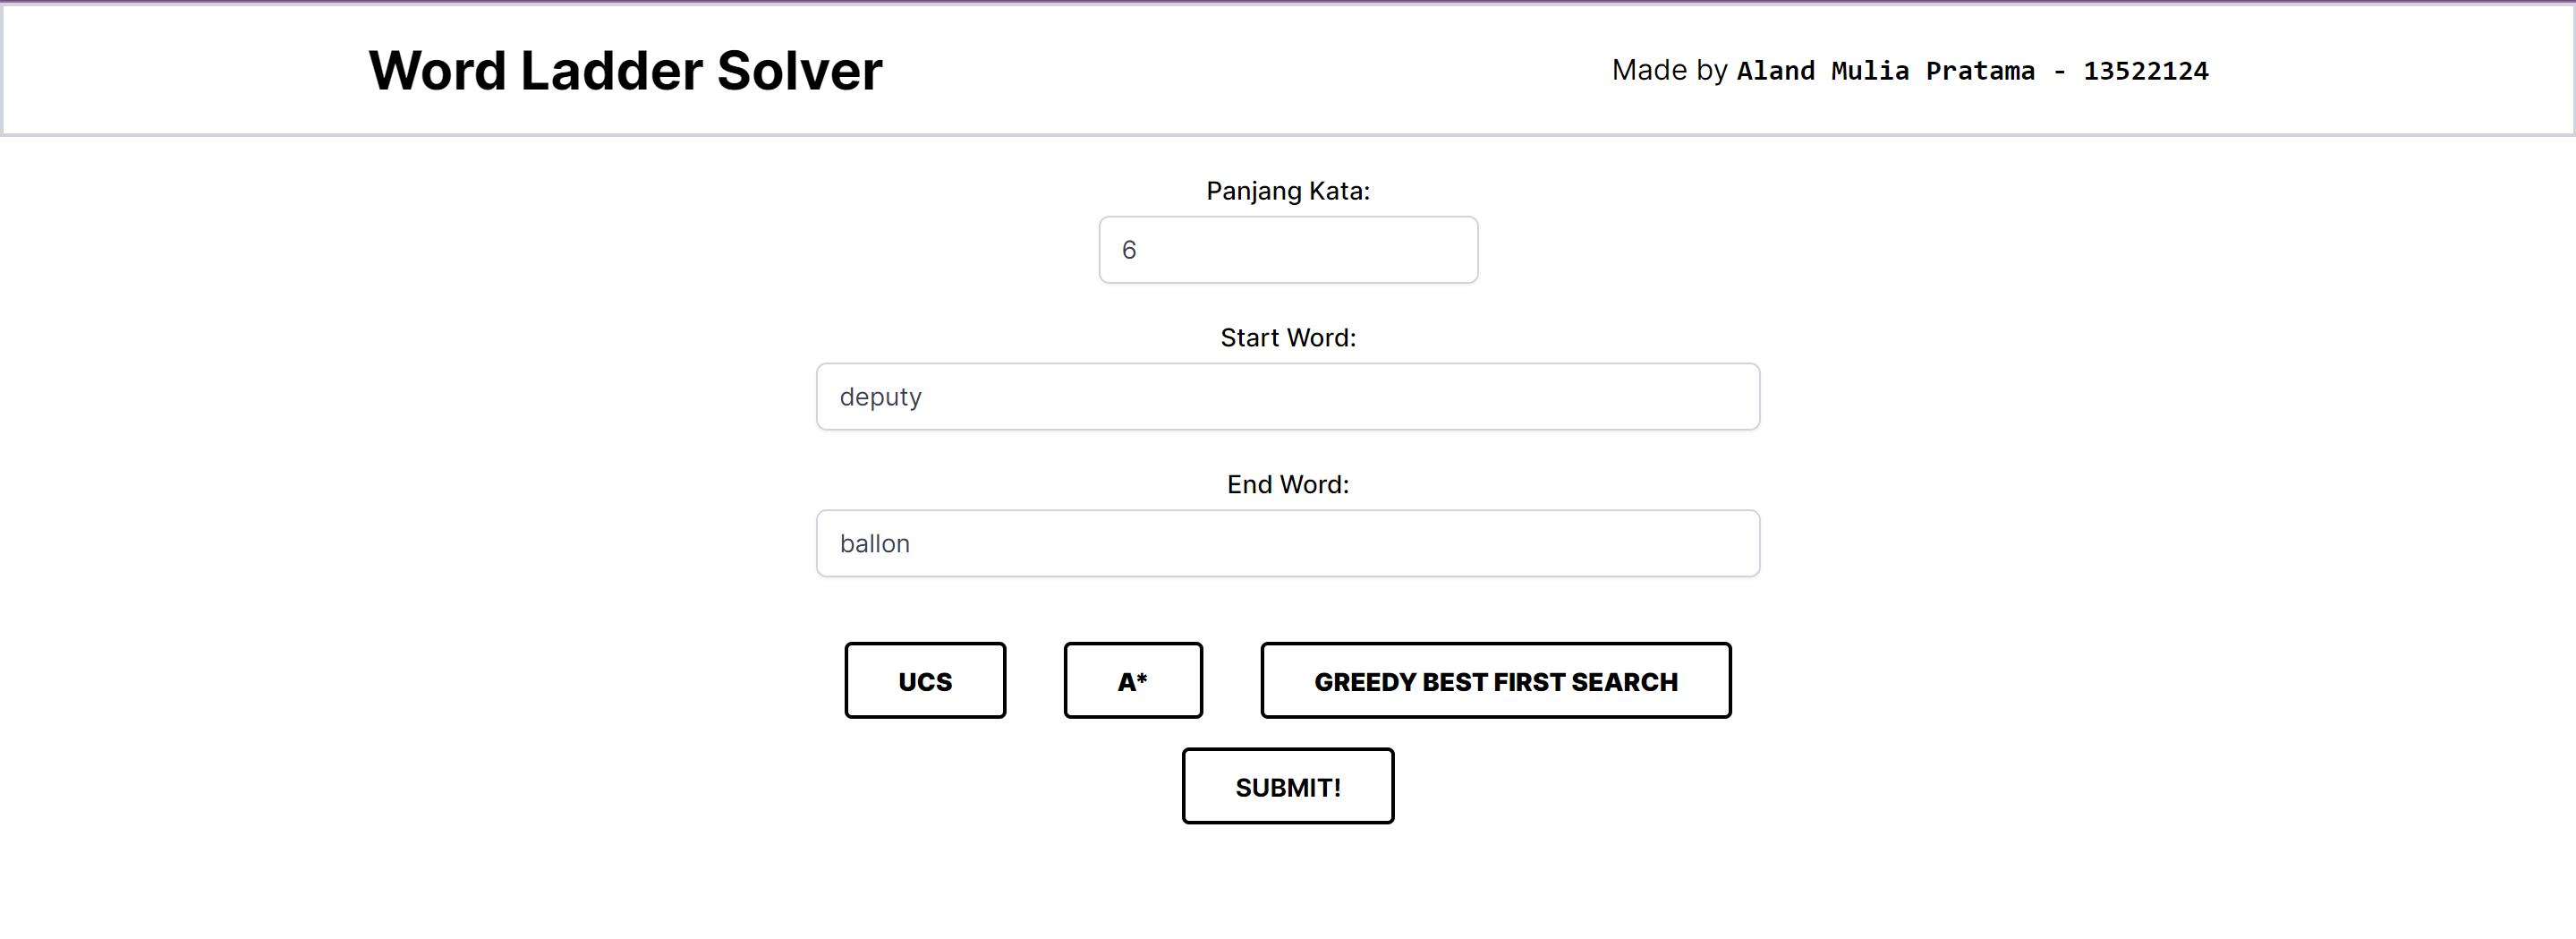 Word Ladder Solver
Made by Aland Mulia Pratama - 13522124
Panjang Kata:
6
Start Word:
deputy
End Word:
ballon
UCS
A*
GREEDY BEST FIRST SEARCH
SUBMIT!